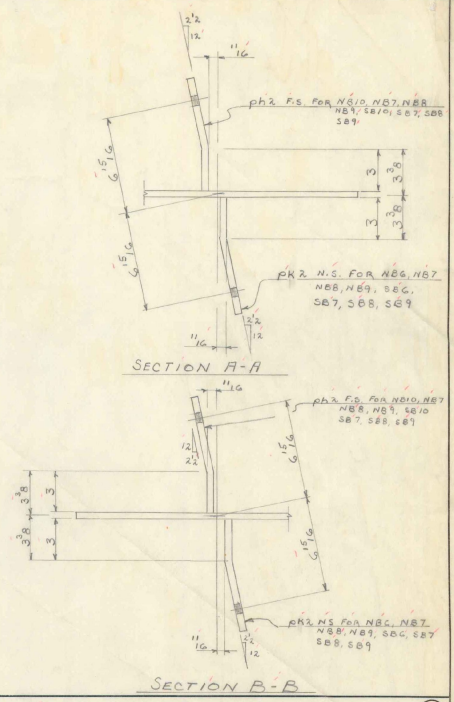 2½
12
11/16
ph2 F.S. FOR NB10, NB7, NB8
NB9, SB10, SB7, SB8
SB9
6 15/16
3
3 3/8
3
3 3/8
6 15/16
pk2 N.S. FOR NB6, NB7
NB8, NB9, SB6,
SB7, SB8, SB9
2½
12
11/16
SECTION A-A
11/16
ph2 F.S. FOR NB10, NB7
NB8, NB9, SB10
SB7, SB8, SB9
12
2½
6 15/16
3 3/8
3
3 3/8
3
6 15/16
pk2 NS FOR NB6, NB7
NB8, NB9, SB6, SB7
SB8, SB9
11/16
2½
12
SECTION B-B